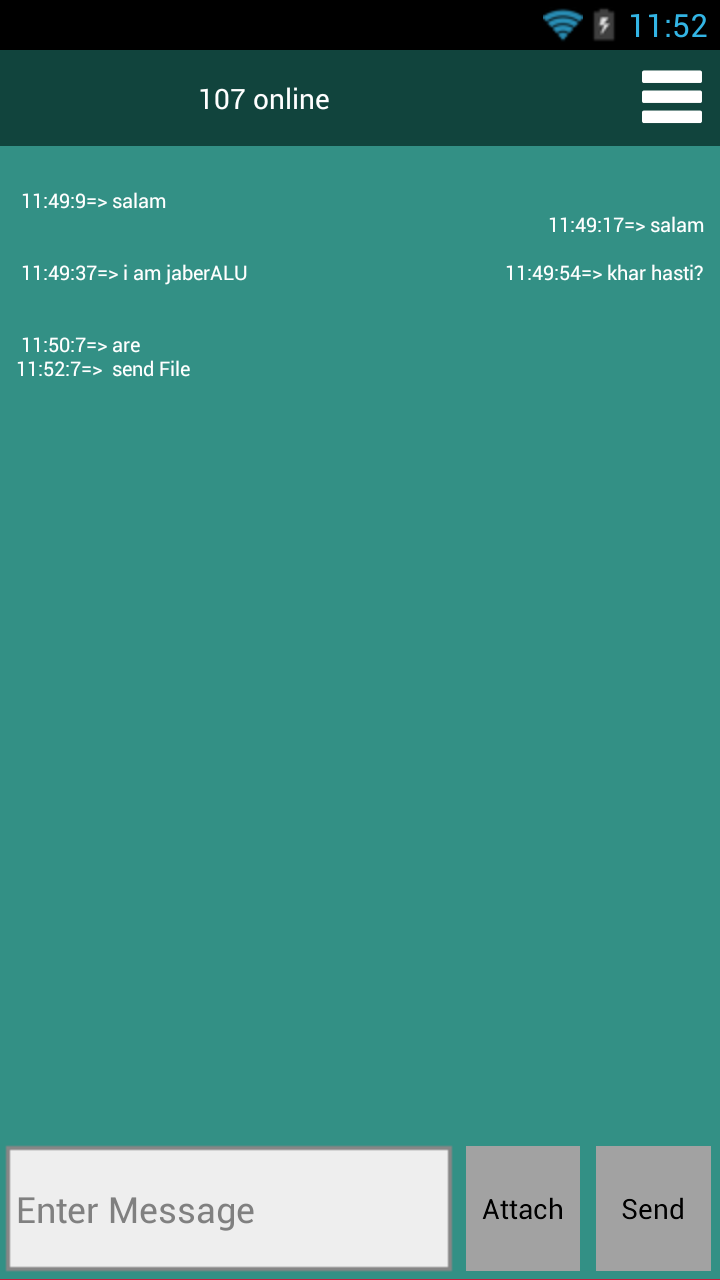 11:52
107 online
11:49:9=> salam
11:49:17=> salam
11:49:37=> i am jaberALU
11:49:54=> khar hasti?
11:50:7=> are
11:52:7=>  send File
Enter Message
Attach
Send